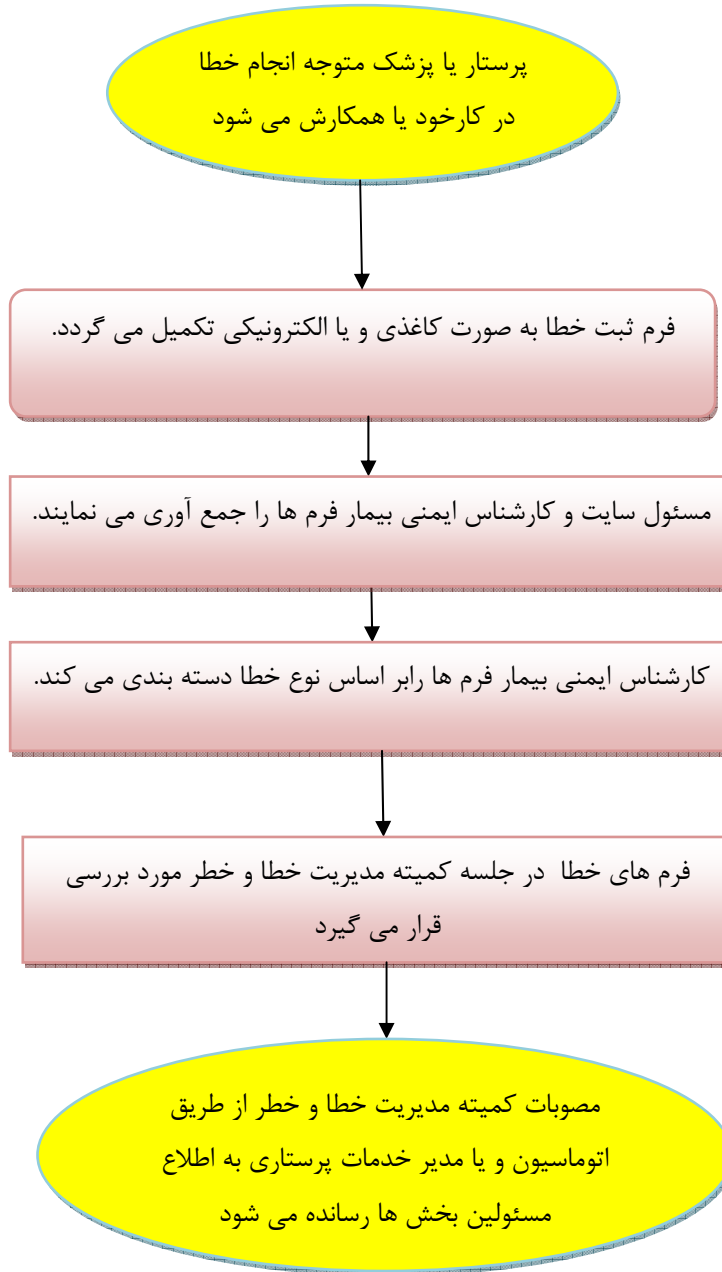 پرستار یا پزشک متوجه انجام خطا
در کارخود یا همکارش می شود
فرم ثبت خطا به صورت کاغذی و یا الکترونیکی تکمیل می گردد.
مسئول سایت و کارشناس ایمنی بیمار فرم ها را جمع آوری می نمایند.
کارشناس ایمنی بیمار فرم ها رابر اساس نوع خطا دسته بندی می کند.
فرم های خطا در جلسه کمیته مدیریت خطا و خطر مورد بررسی
قرار می گیرد
مصوبات کمیته مدیریت خطا و خطر از طریق
اتوماسیون و یا مدیر خدمات پرستاری به اطلاع
مسئولین بخش ها رسانده می شود